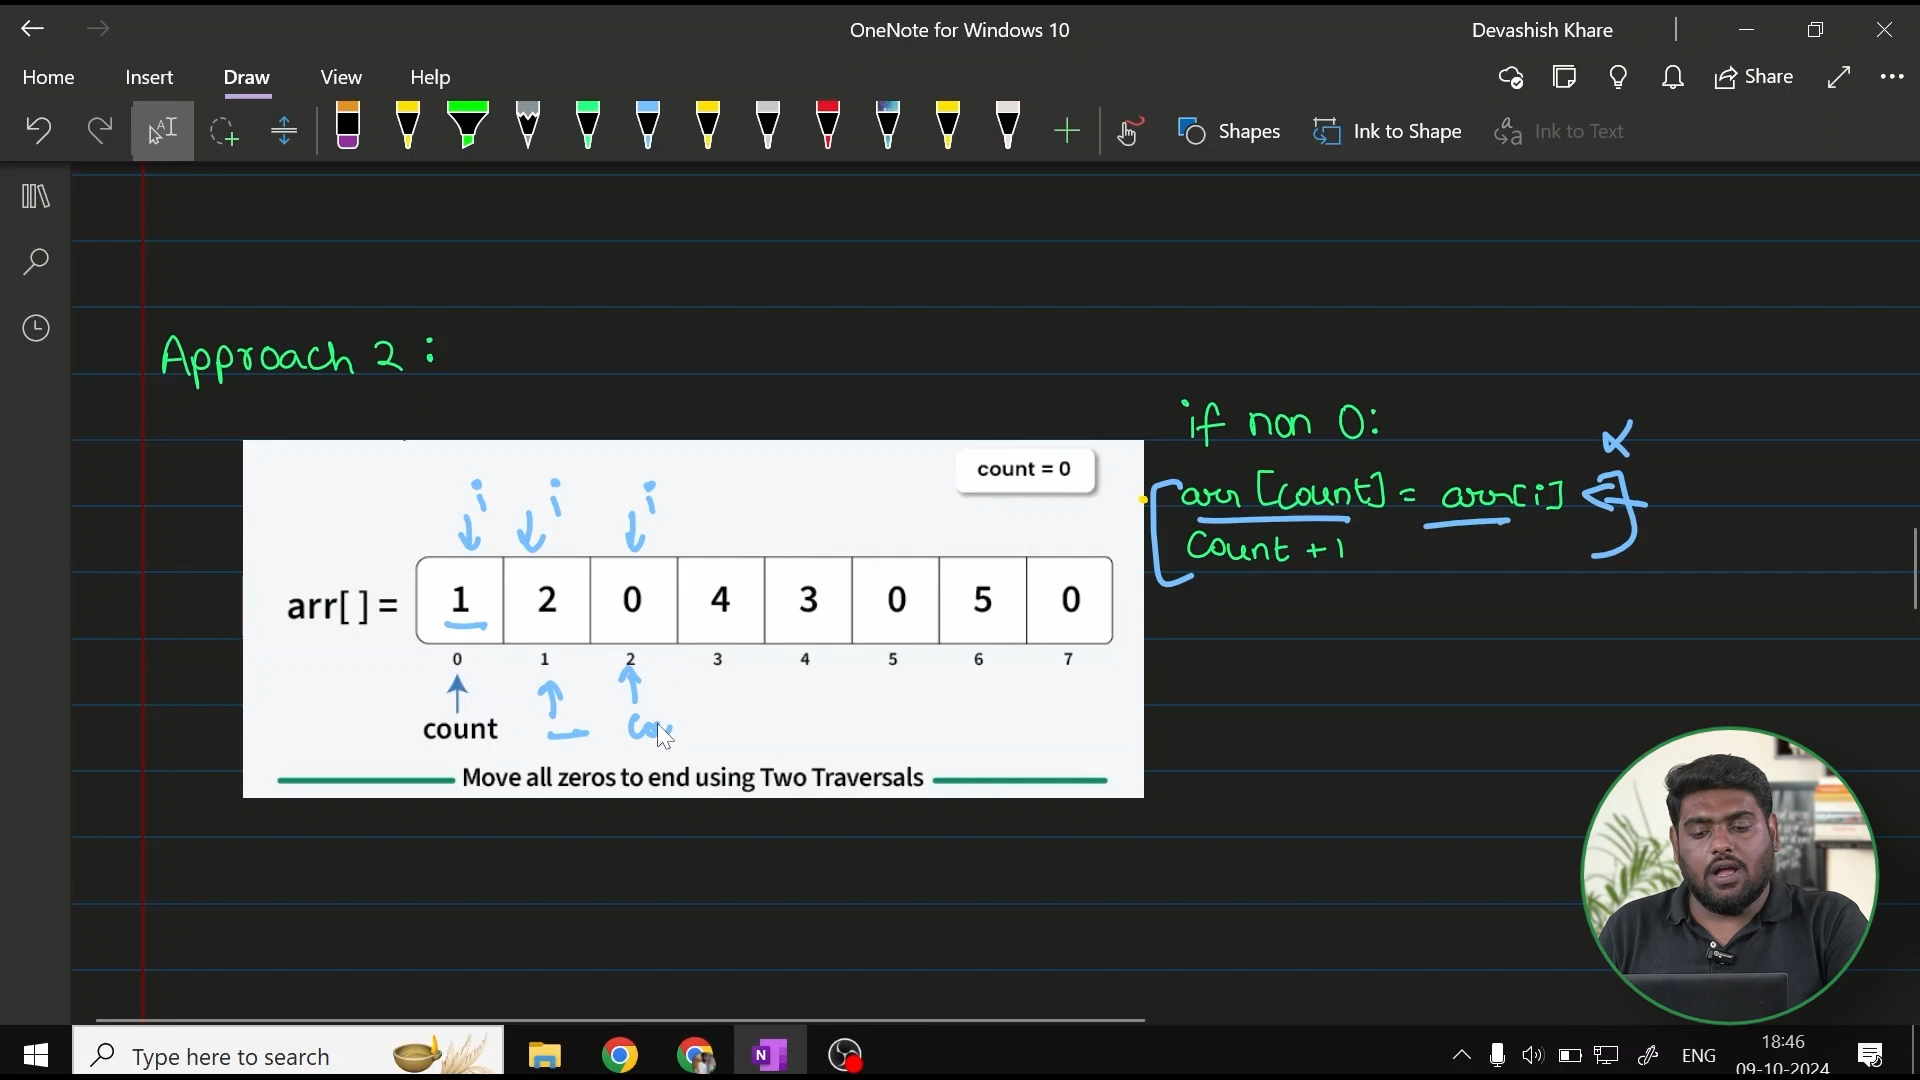 OneNote for Windows 10
Devashish Khare
Home Insert Draw View Help
Share
Shapes
Ink to Shape
Ink to Text
Approach 2 :
if non 0:
arr [count] = arr[i]
Count + 1
count = 0
i i i
arr[ ] = 1 2 0 4 3 0 5 0
0 1 2 3 4 5 6 7
count
Move all zeros to end using Two Traversals
Type here to search
ENG
18:46
09-10-2024